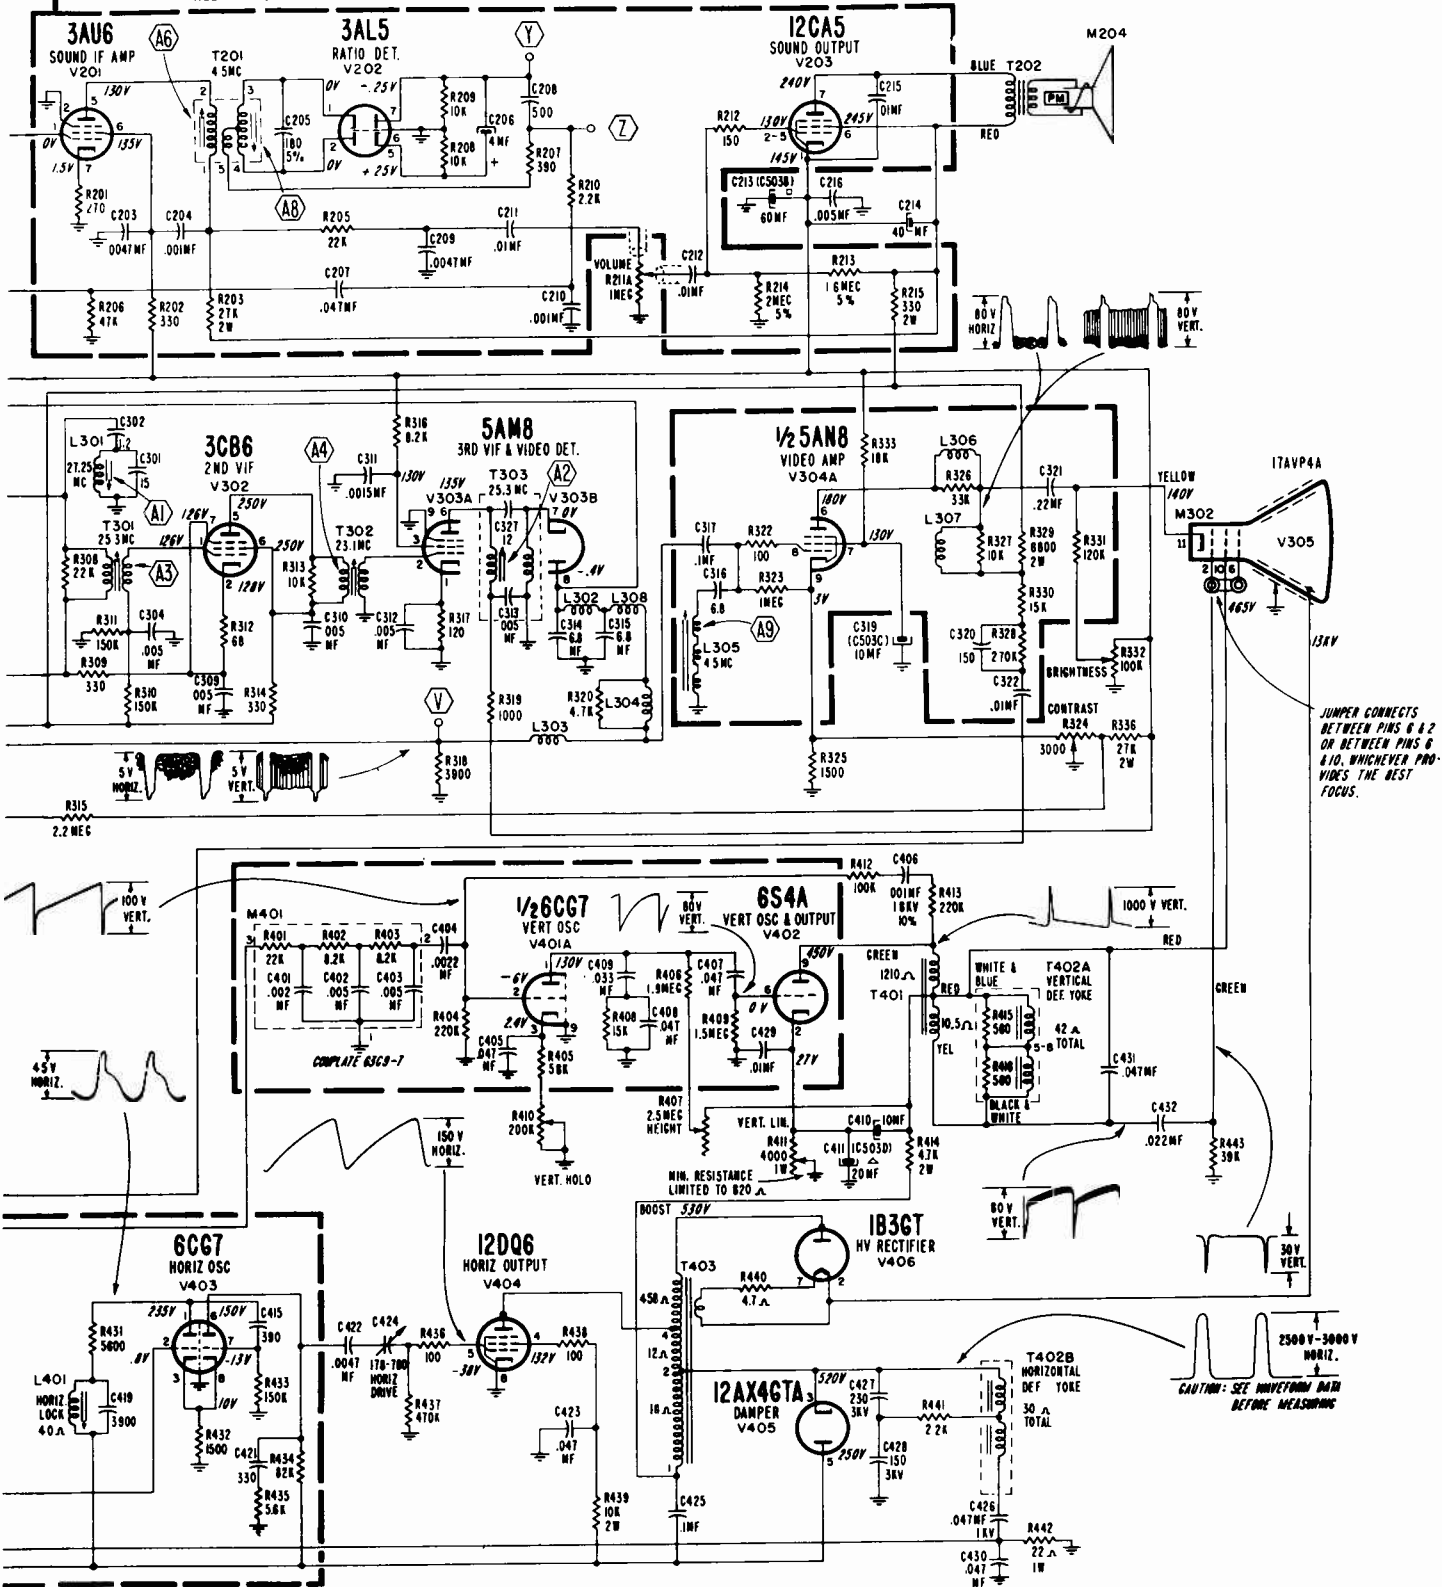 3AU6
SOUND IF AMP
V201
A6
T201
4.5MC
3AL5
RATIO DET.
V202
Y
12CA5
SOUND OUTPUT
V203
M204
130V
0V
-.25V
240V
BLUE
T202
C215
.01MF
R209
10K
C208
500
C206
4MF
+
C205
180
5%
R212
150
130V
245V
PM
Z
0V
135V
1.5V
0V
+.25V
R208
10K
R207
390
145V
RED
R201
270
A8
R210
2.2K
C213 (C503B)
60MF
C216
.005MF
C214
40 MF
C203
.0047MF
C204
.001MF
R205
22K
C209
.0047MF
C211
.01MF
VOLUME
R211A
1MEG
C212
.01MF
R213
1.6MEG
5%
R214
2MEG
5%
R215
330
2W
C207
.047MF
C210
.001MF
R206
47K
R202
330
R203
27K
2W
80V
HORIZ
80V
VERT.
L301
27.25
MC
C302
C301
15
A1
3CB6
2ND VIF
V302
A4
R316
8.2K
C311
.0015MF
5AM8
3RD VIF & VIDEO DET.
130V
135V
V303A
T303
25.3MC
A2
V303B
0V
C327
12
½ 5AN8
VIDEO AMP
V304A
R333
18K
L306
R326
33K
C321
.22MF
YELLOW
140V
17AVP4A
M302
V305
T301
25.3MC
126V
126V
250V
250V
128V
R308
22K
A3
R313
10K
T302
23.1MC
-.4V
C317
.1MF
R322
100
180V
130V
L307
R327
10K
R329
6800
2W
R331
120K
465V
13KV
R311
150K
C304
.005
MF
R312
68
C310
.005
MF
C312
.005
MF
R317
120
C313
.005
MF
L302
L308
C314
6.8
MF
C315
6.8
MF
C316
6.8
R323
1MEG
3V
A9
L305
4.5MC
C319
(C503C)
10MF
R330
15K
C320
150
R328
270K
C322
.01MF
BRIGHTNESS
R332
100K
R309
330
R310
150K
C309
.005
MF
R314
330
V
R319
1000
R320
4.7K
L304
L303
CONTRAST
R324
3000
R336
27K
2W
R325
1500
R318
3900
5V
HORIZ.
5V
VERT.
JUMPER CONNECTS
BETWEEN PINS 6 & 2
OR BETWEEN PINS 6
& 10, WHICHEVER PRO-
VIDES THE BEST
FOCUS.
R315
2.2MEG
100V
VERT.
M401
R401
22K
R402
8.2K
R403
8.2K
C401
.002
MF
C402
.005
MF
C403
.005
MF
C404
.0022
MF
COUPLATE 63G9-7
½ 6CG7
VERT OSC
V401A
80V
VERT.
6S4A
VERT OSC & OUTPUT
V402
R412
100K
C406
.001MF
1.8KV
10%
R413
220K
1000V VERT.
RED
130V
-6V
2.4V
C409
.033
MF
R406
1.9MEG
C407
.047
MF
450V
GREEN
1210Ω
T401
RED
10.5Ω
YEL
WHITE &
BLUE
T402A
VERTICAL
DEF. YOKE
42Ω
TOTAL
R415
560
R416
560
BLACK &
WHITE
GREEN
R404
220K
C405
.047
MF
R405
58K
R408
15K
C408
.047
MF
R409
1.5MEG
0V
C429
.01MF
27V
C431
.047MF
45V
HORIZ.
R410
200K
VERT. HOLD
150V
HORIZ.
R407
2.5MEG
HEIGHT
VERT. LIN.
R411
4000
1W
C410
10MF
C411
(C503D)
20MF
R414
4.7K
2W
MIN. RESISTANCE
LIMITED TO 820Ω
C432
.022MF
R443
39K
BOOST 530V
80V
VERT.
30V
VERT.
6CG7
HORIZ OSC
V403
12DQ6
HORIZ OUTPUT
V404
T403
1B3GT
HV RECTIFIER
V406
R440
4.7Ω
458Ω
12Ω
16Ω
235V
150V
.8V
-13V
10V
R431
5600
C415
390
R433
150K
L401
HORIZ.
LOCK
40Ω
C419
3900
R432
1500
C421
330
R434
82K
R435
5.6K
C422
.0047
MF
C424
178-780
HORIZ
DRIVE
R436
100
-38V
132V
R438
100
R437
470K
C423
.047
MF
R439
10K
2W
C425
.1MF
12AX4GTA
DAMPER
V405
520V
250V
C427
230
3KV
C428
150
3KV
R441
2.2K
T402B
HORIZONTAL
DEF YOKE
30Ω
TOTAL
2500V-3000V
HORIZ.
CAUTION: SEE WAVEFORM DATA
BEFORE MEASURING
C426
.047MF
1KV
C430
.047
MF
R442
22Ω
1W